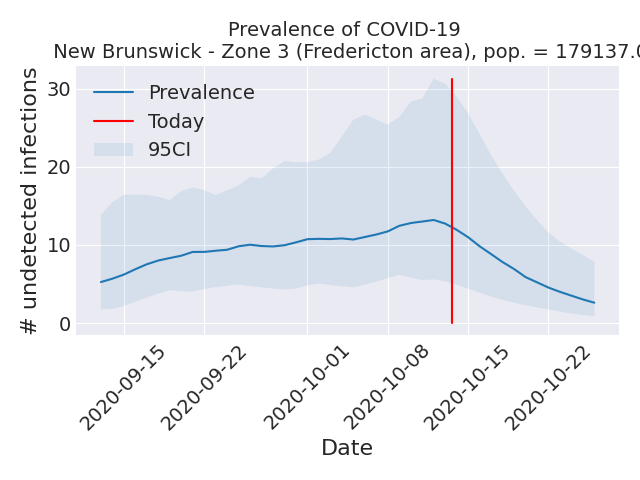 Prevalence of COVID-19
New Brunswick - Zone 3 (Fredericton area), pop. = 179137.0
# undetected infections
30
20
10
0
Prevalence
Today
95CI
2020-09-15
2020-09-22
2020-10-01
2020-10-08
2020-10-15
2020-10-22
Date